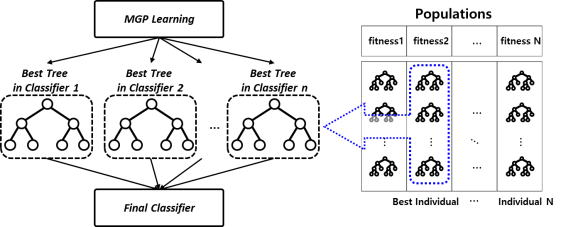 MGP Learning
Best Tree
in Classifier 1
Best Tree
in Classifier 2
Best Tree
in Classifier n
...
Final Classifier
Populations
fitness1 fitness2 ... fitness N
...
...
Best Individual ... Individual N